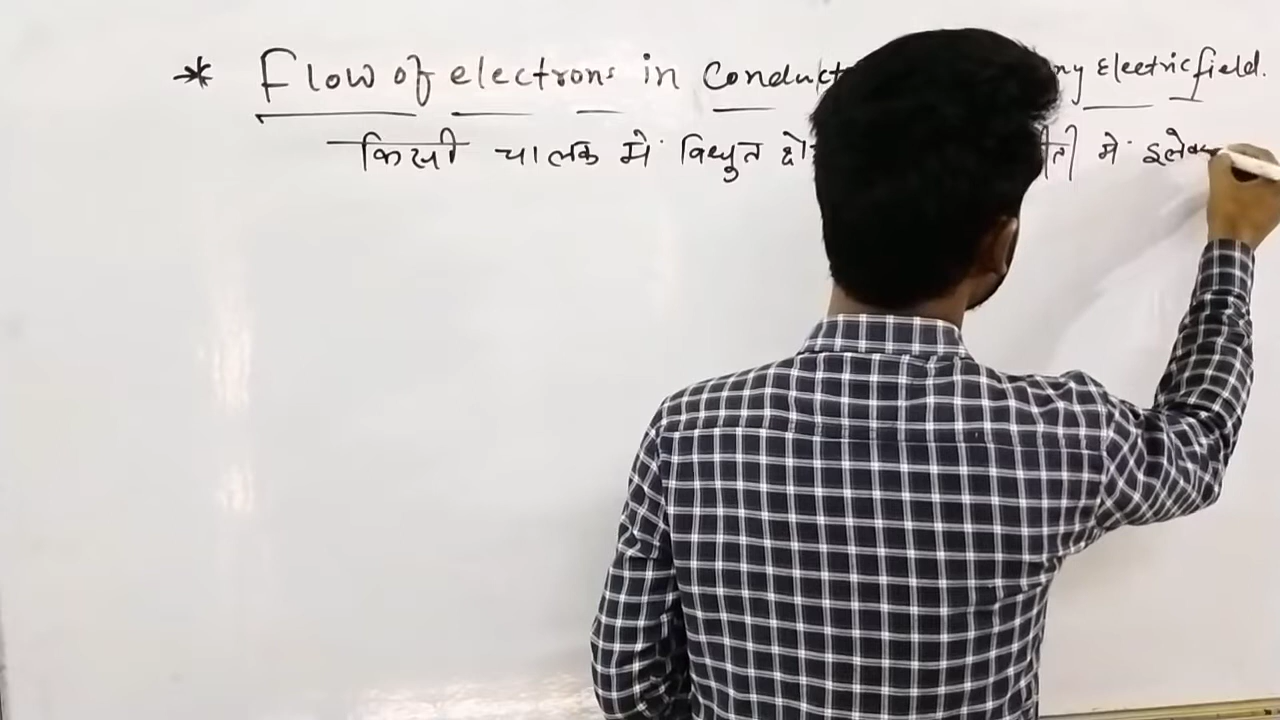 * Flow of electrons in Conduct ny Electric field.
किसी चालक में विधुत क्षे ती में इलेक्